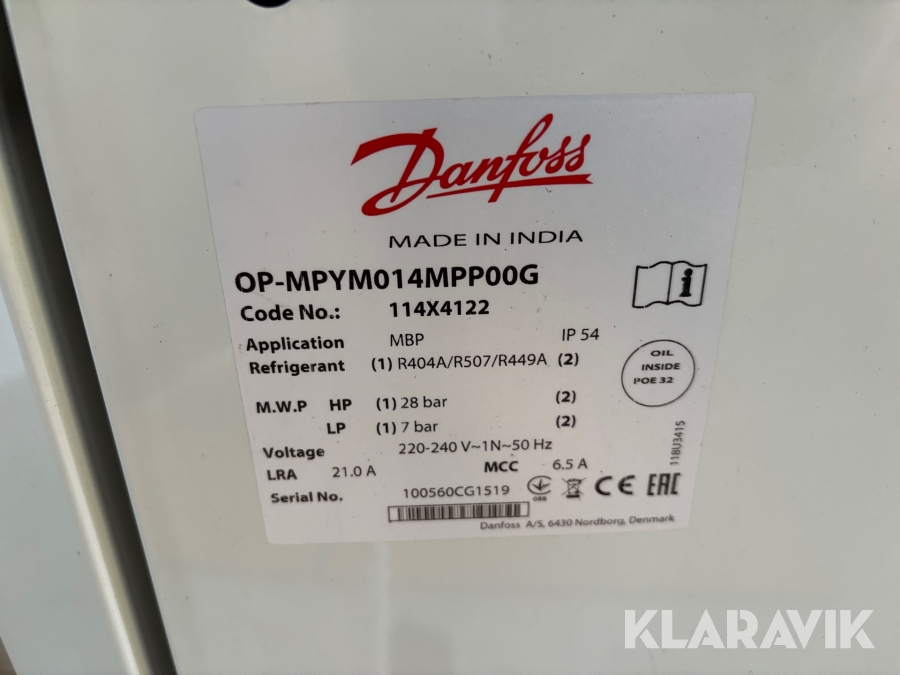 Danfoss
MADE IN INDIA
OP-MPYM014MPP00G
Code No.: 114X4122
Application MBP IP 54
Refrigerant (1) R404A/R507/R449A (2)
OIL
INSIDE
POE 32
M.W.P HP (1) 28 bar (2)
LP (1) 7 bar (2)
Voltage 220-240 V~1N~50 Hz
LRA 21.0 A MCC 6.5 A
118U3415
Serial No. 100560CG1519 CE EAC
Danfoss A/S, 6430 Nordborg, Denmark
KLARAVIK